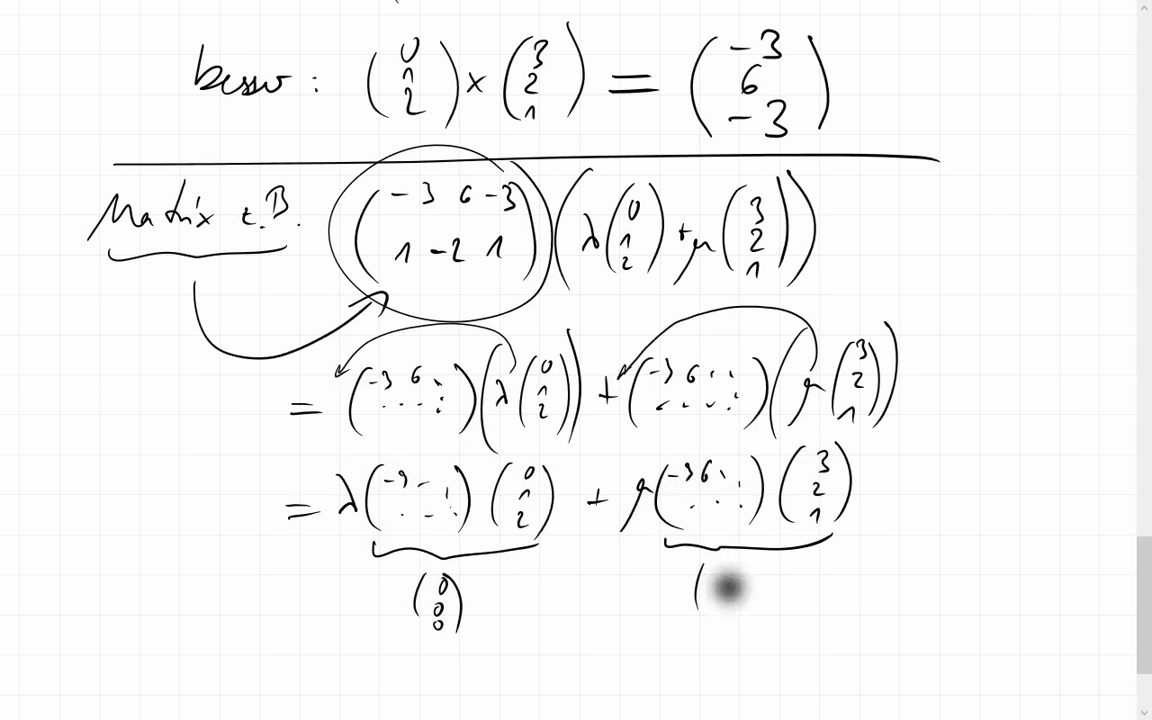 besser: (0 1 2) × (3 2 1) = (-3 6 -3)
Matrix z.B. (-3 6 -3 / 1 -2 1) (λ (0 1 2) + μ (3 2 1))
= (-3 6 ...) (λ (0 1 2)) + (-3 6 ...) (μ (3 2 1))
= λ (-3 ...) (0 1 2) + μ (-3 6 ...) (3 2 1)
(0 0 0) (